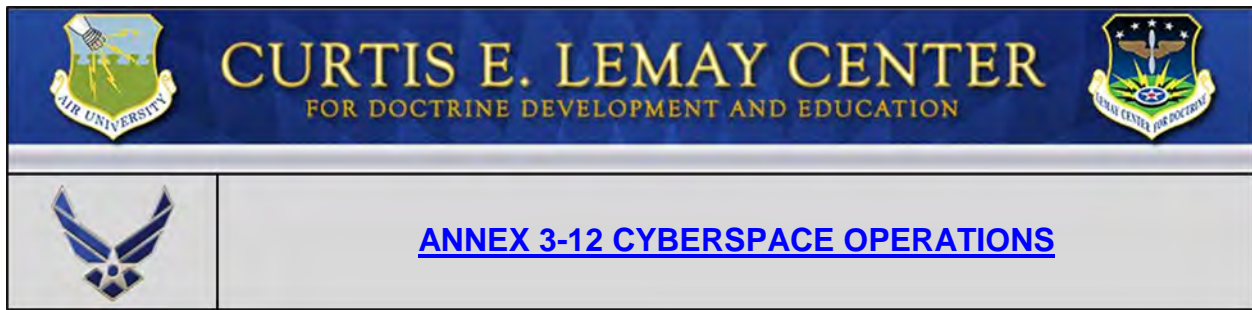 CURTIS E. LEMAY CENTER
FOR DOCTRINE DEVELOPMENT AND EDUCATION
AIR UNIVERSITY
LEMAY CENTER FOR DOCTRINE
ANNEX 3-12 CYBERSPACE OPERATIONS